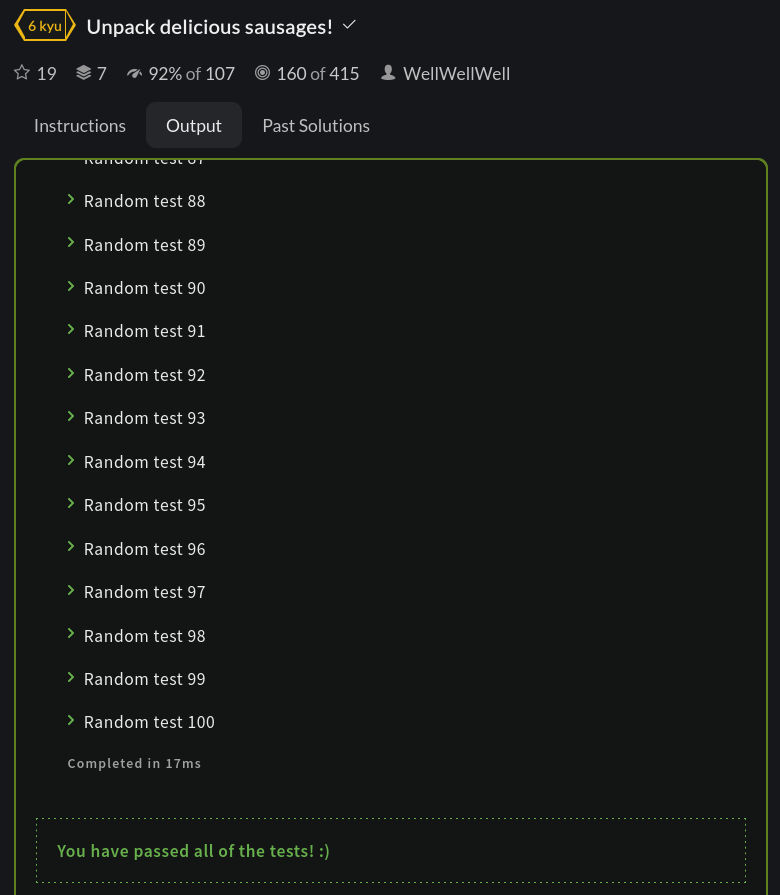 6 kyu Unpack delicious sausages!
19 7 92% of 107 160 of 415 WellWellWell
Instructions Output Past Solutions
Random test 87
Random test 88
Random test 89
Random test 90
Random test 91
Random test 92
Random test 93
Random test 94
Random test 95
Random test 96
Random test 97
Random test 98
Random test 99
Random test 100
Completed in 17ms
You have passed all of the tests! :)